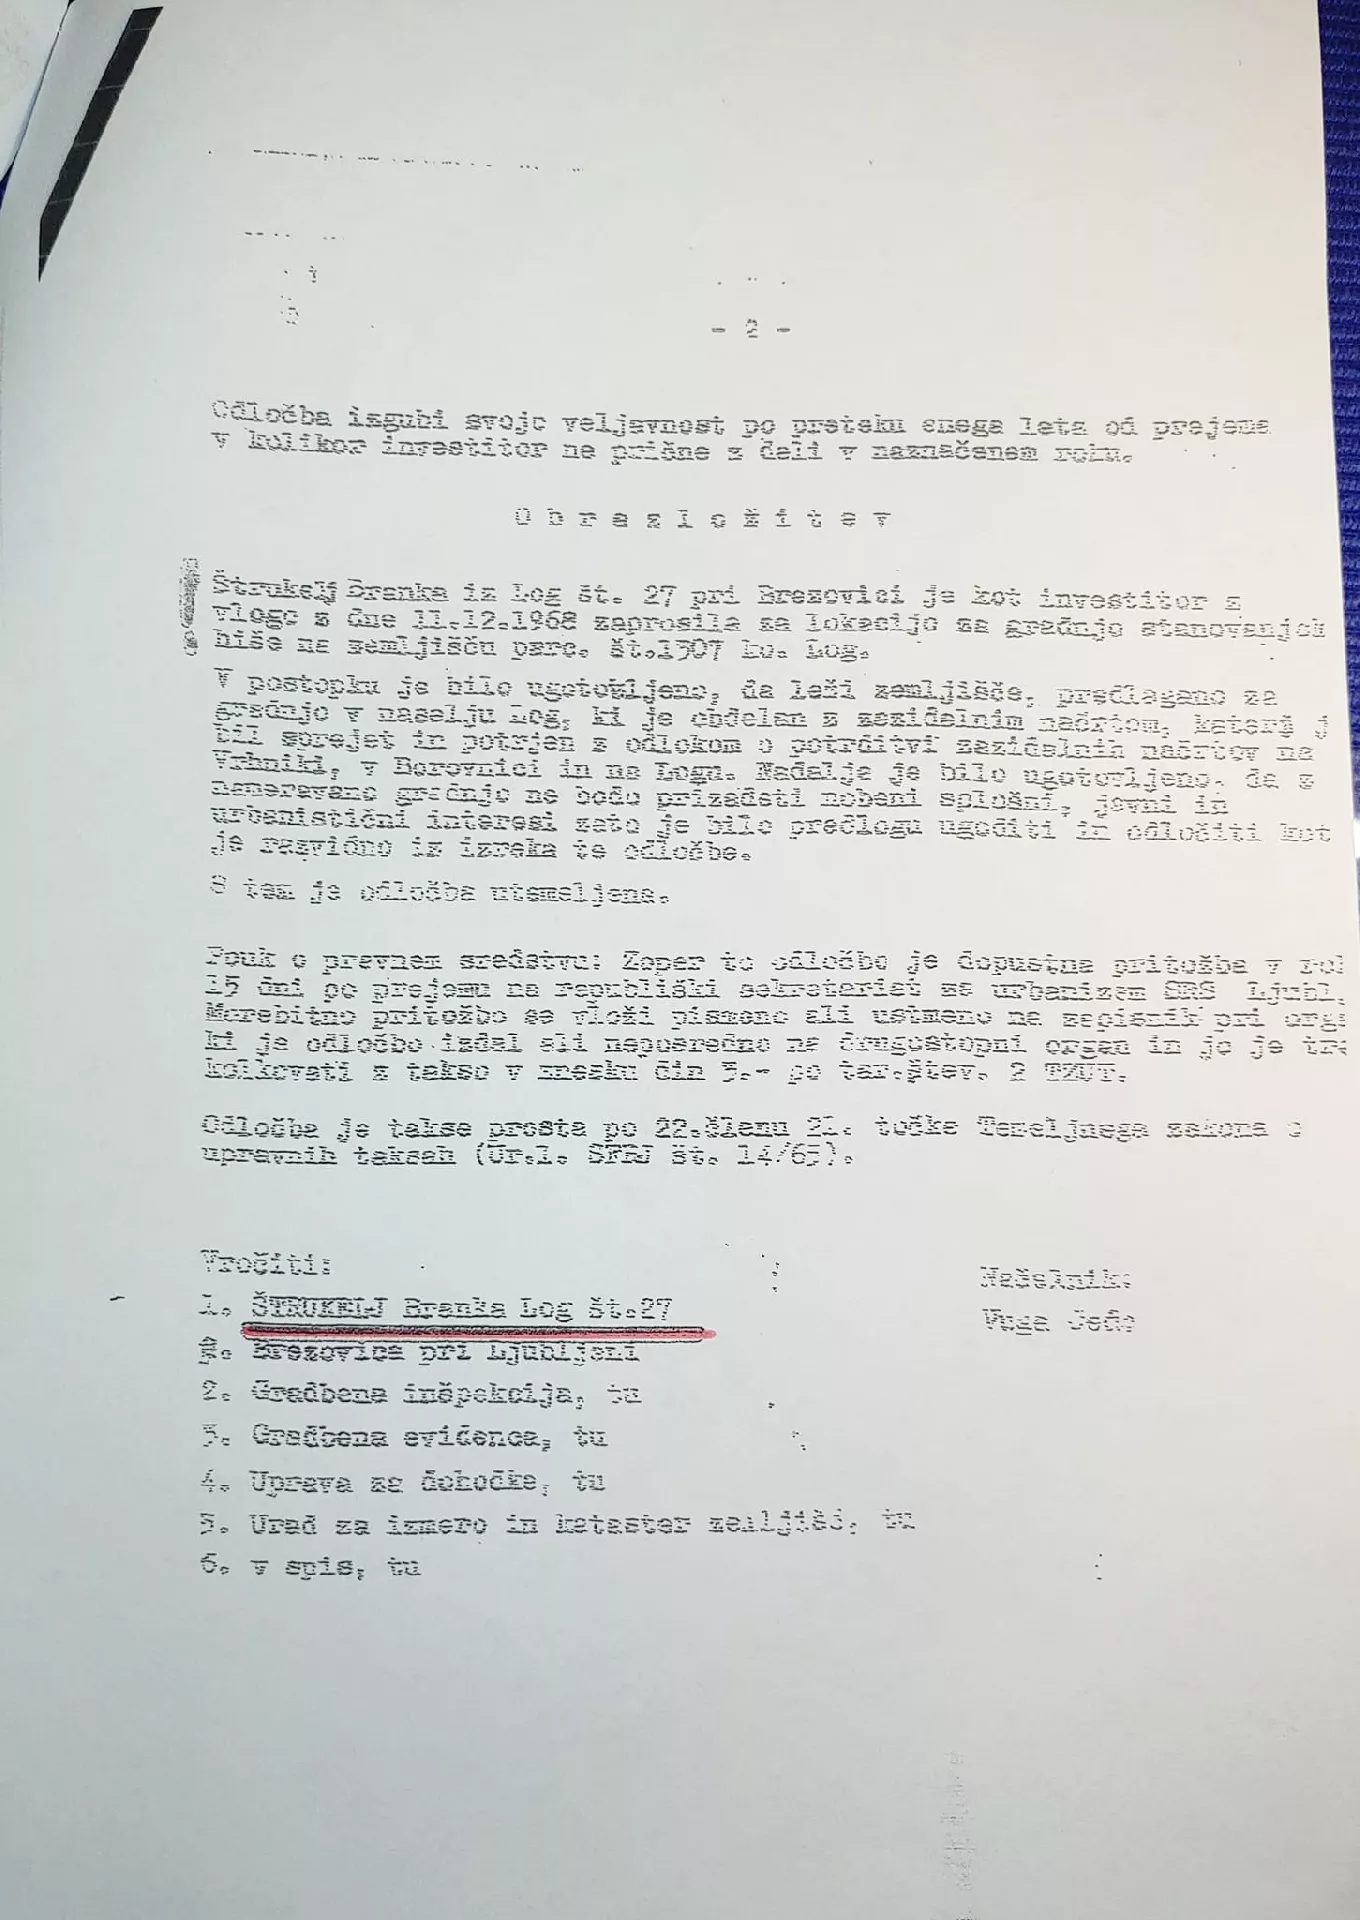 - 2 -
Odločba izgubi svojo veljavnost po preteku enega leta od prejema
v kolikor investitor ne prične z deli v naznačenem roku.
O b r a z l o ž i t e v
Štrukelj Branka iz Log št. 27 pri Brezovici je kot investitor z
vlogo z dne 11.12.1968 zaprosila za lokacijo za gradnjo stanovanjsk
hiše na zemljišču parc. št.1307 ko. Log.
V postopku je bilo ugotovljeno, da leži zemljišče, predlagano za
gradnjo v naselju Log, ki je obdelan z zazidalnim načrtom, kateri j
bil sprejet in potrjen z odlokom o potrditvi zazidalnih načrtov na
Vrhniki, v Borovnici in na Logu. Nadalje je bilo ugotovljeno, da z
nameravano gradnjo ne bodo prizadeti nobeni splošni, javni in
urbanistični interesi zato je bilo predlogu ugoditi in odločiti kot
je razvidno iz izreka te odločbe.
S tem je odločba utemeljena.
Pouk o pravnem sredstvu: Zoper to odločbo je dopustna pritožba v rok
15 dni po prejemu na republiški sekretariat za urbanizem SRS Ljubl.
Morebitno pritožbo se vloži pismeno ali ustmeno na zapisnik pri orga
ki je odločbo izdal ali neposredno na drugostopni organ in jo je tre
kolkovati z takso v znesku din 5.- po tar.štev. 2 TZUT.
Odločba je takse prosta po 22.členu 21. točke Temeljnega zakona o
upravnih taksah (Ur.l. SFRJ št. 14/65).
Vročiti:
Načelnik:
1. ŠTRUKELJ Branka Log št.27
Vuga Jože
Brezovica pri Ljubljani
2. Gradbena inšpekcija, tu
3. Gradbena evidenca, tu
4. Uprava za dohodke, tu
5. Urad za izmero in kataster zemljišč, tu
6. v spis, tu